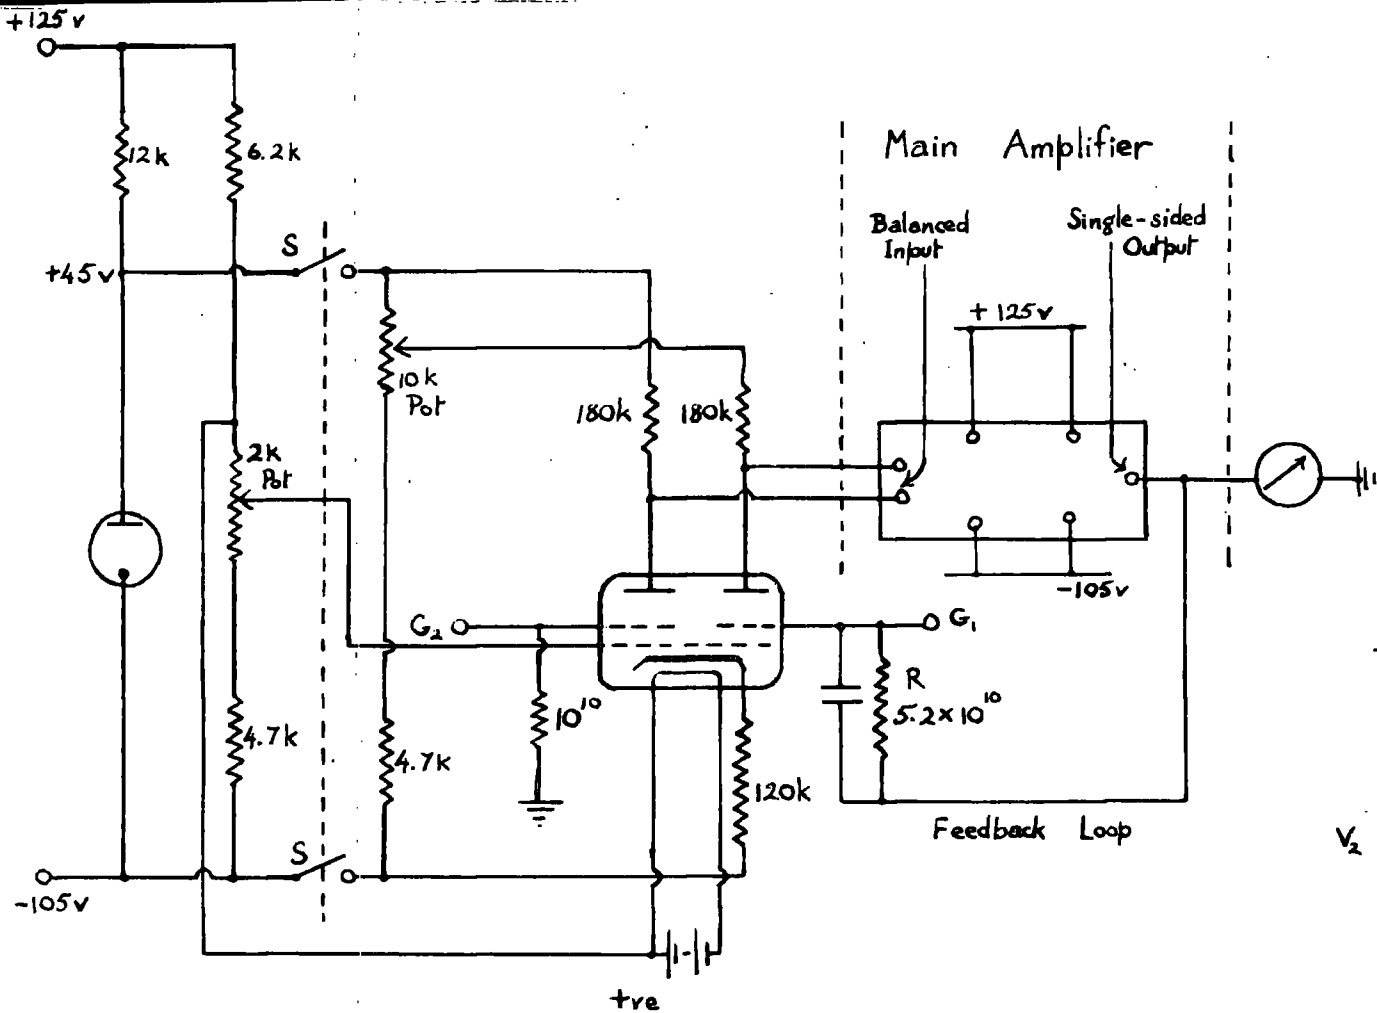 +125v
12k
6.2k
Main Amplifier
Balanced
Input
Single-sided
Output
S
+45v
+125v
10k
Pot
180k
180k
2k
Pot
-105v
G2
G1
R
5.2×10^10
10^10
4.7k
4.7k
120k
Feedback Loop
V2
S
-105v
+ve